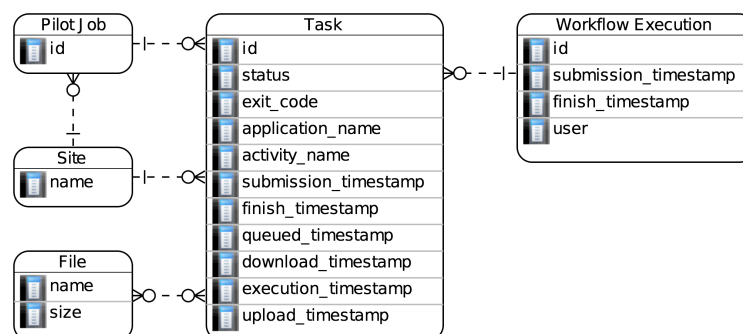 Pilot Job
id
Site
name
File
name
size
Task
id
status
exit_code
application_name
activity_name
submission_timestamp
finish_timestamp
queued_timestamp
download_timestamp
execution_timestamp
upload_timestamp
Workflow Execution
id
submission_timestamp
finish_timestamp
user